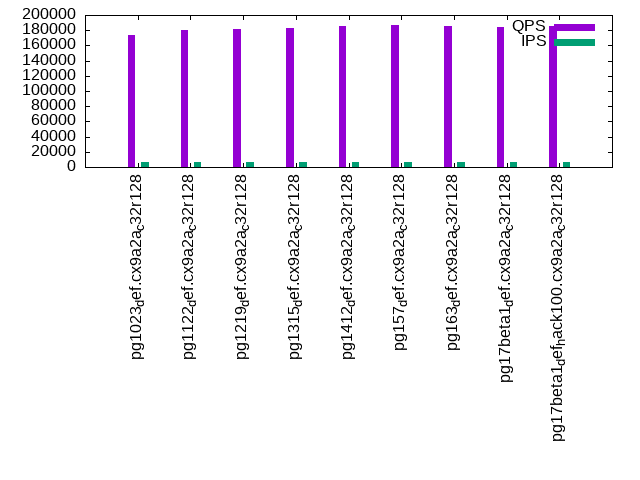 200000
180000
160000
140000
120000
100000
80000
60000
40000
20000
0
QPS
IPS
pg1023def.cx9a2ac32r128
pg1122def.cx9a2ac32r128
pg1219def.cx9a2ac32r128
pg1315def.cx9a2ac32r128
pg1412def.cx9a2ac32r128
pg157def.cx9a2ac32r128
pg163def.cx9a2ac32r128
pg17beta1def.cx9a2ac32r128
pg17beta1defhack100.cx9a2ac32r128